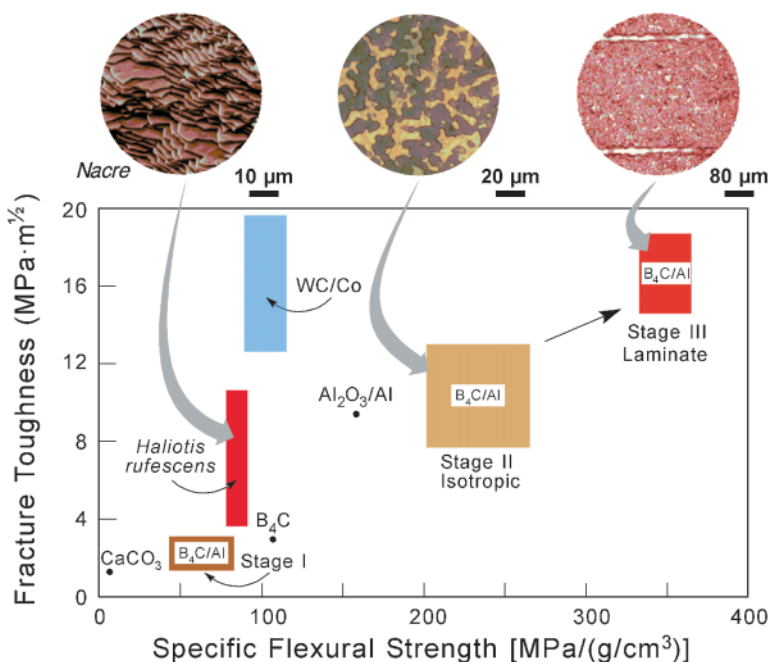 Nacre
10 µm
20 µm
80 µm
Fracture Toughness (MPa·m½)
20
16
12
8
4
0
WC/Co
B₄C/Al
Stage III
Laminate
Al₂O₃/Al
B₄C/Al
Stage II
Isotropic
Haliotis
rufescens
B₄C
CaCO₃
B₄C/Al
Stage I
0
100
200
300
400
Specific Flexural Strength [MPa/(g/cm³)]